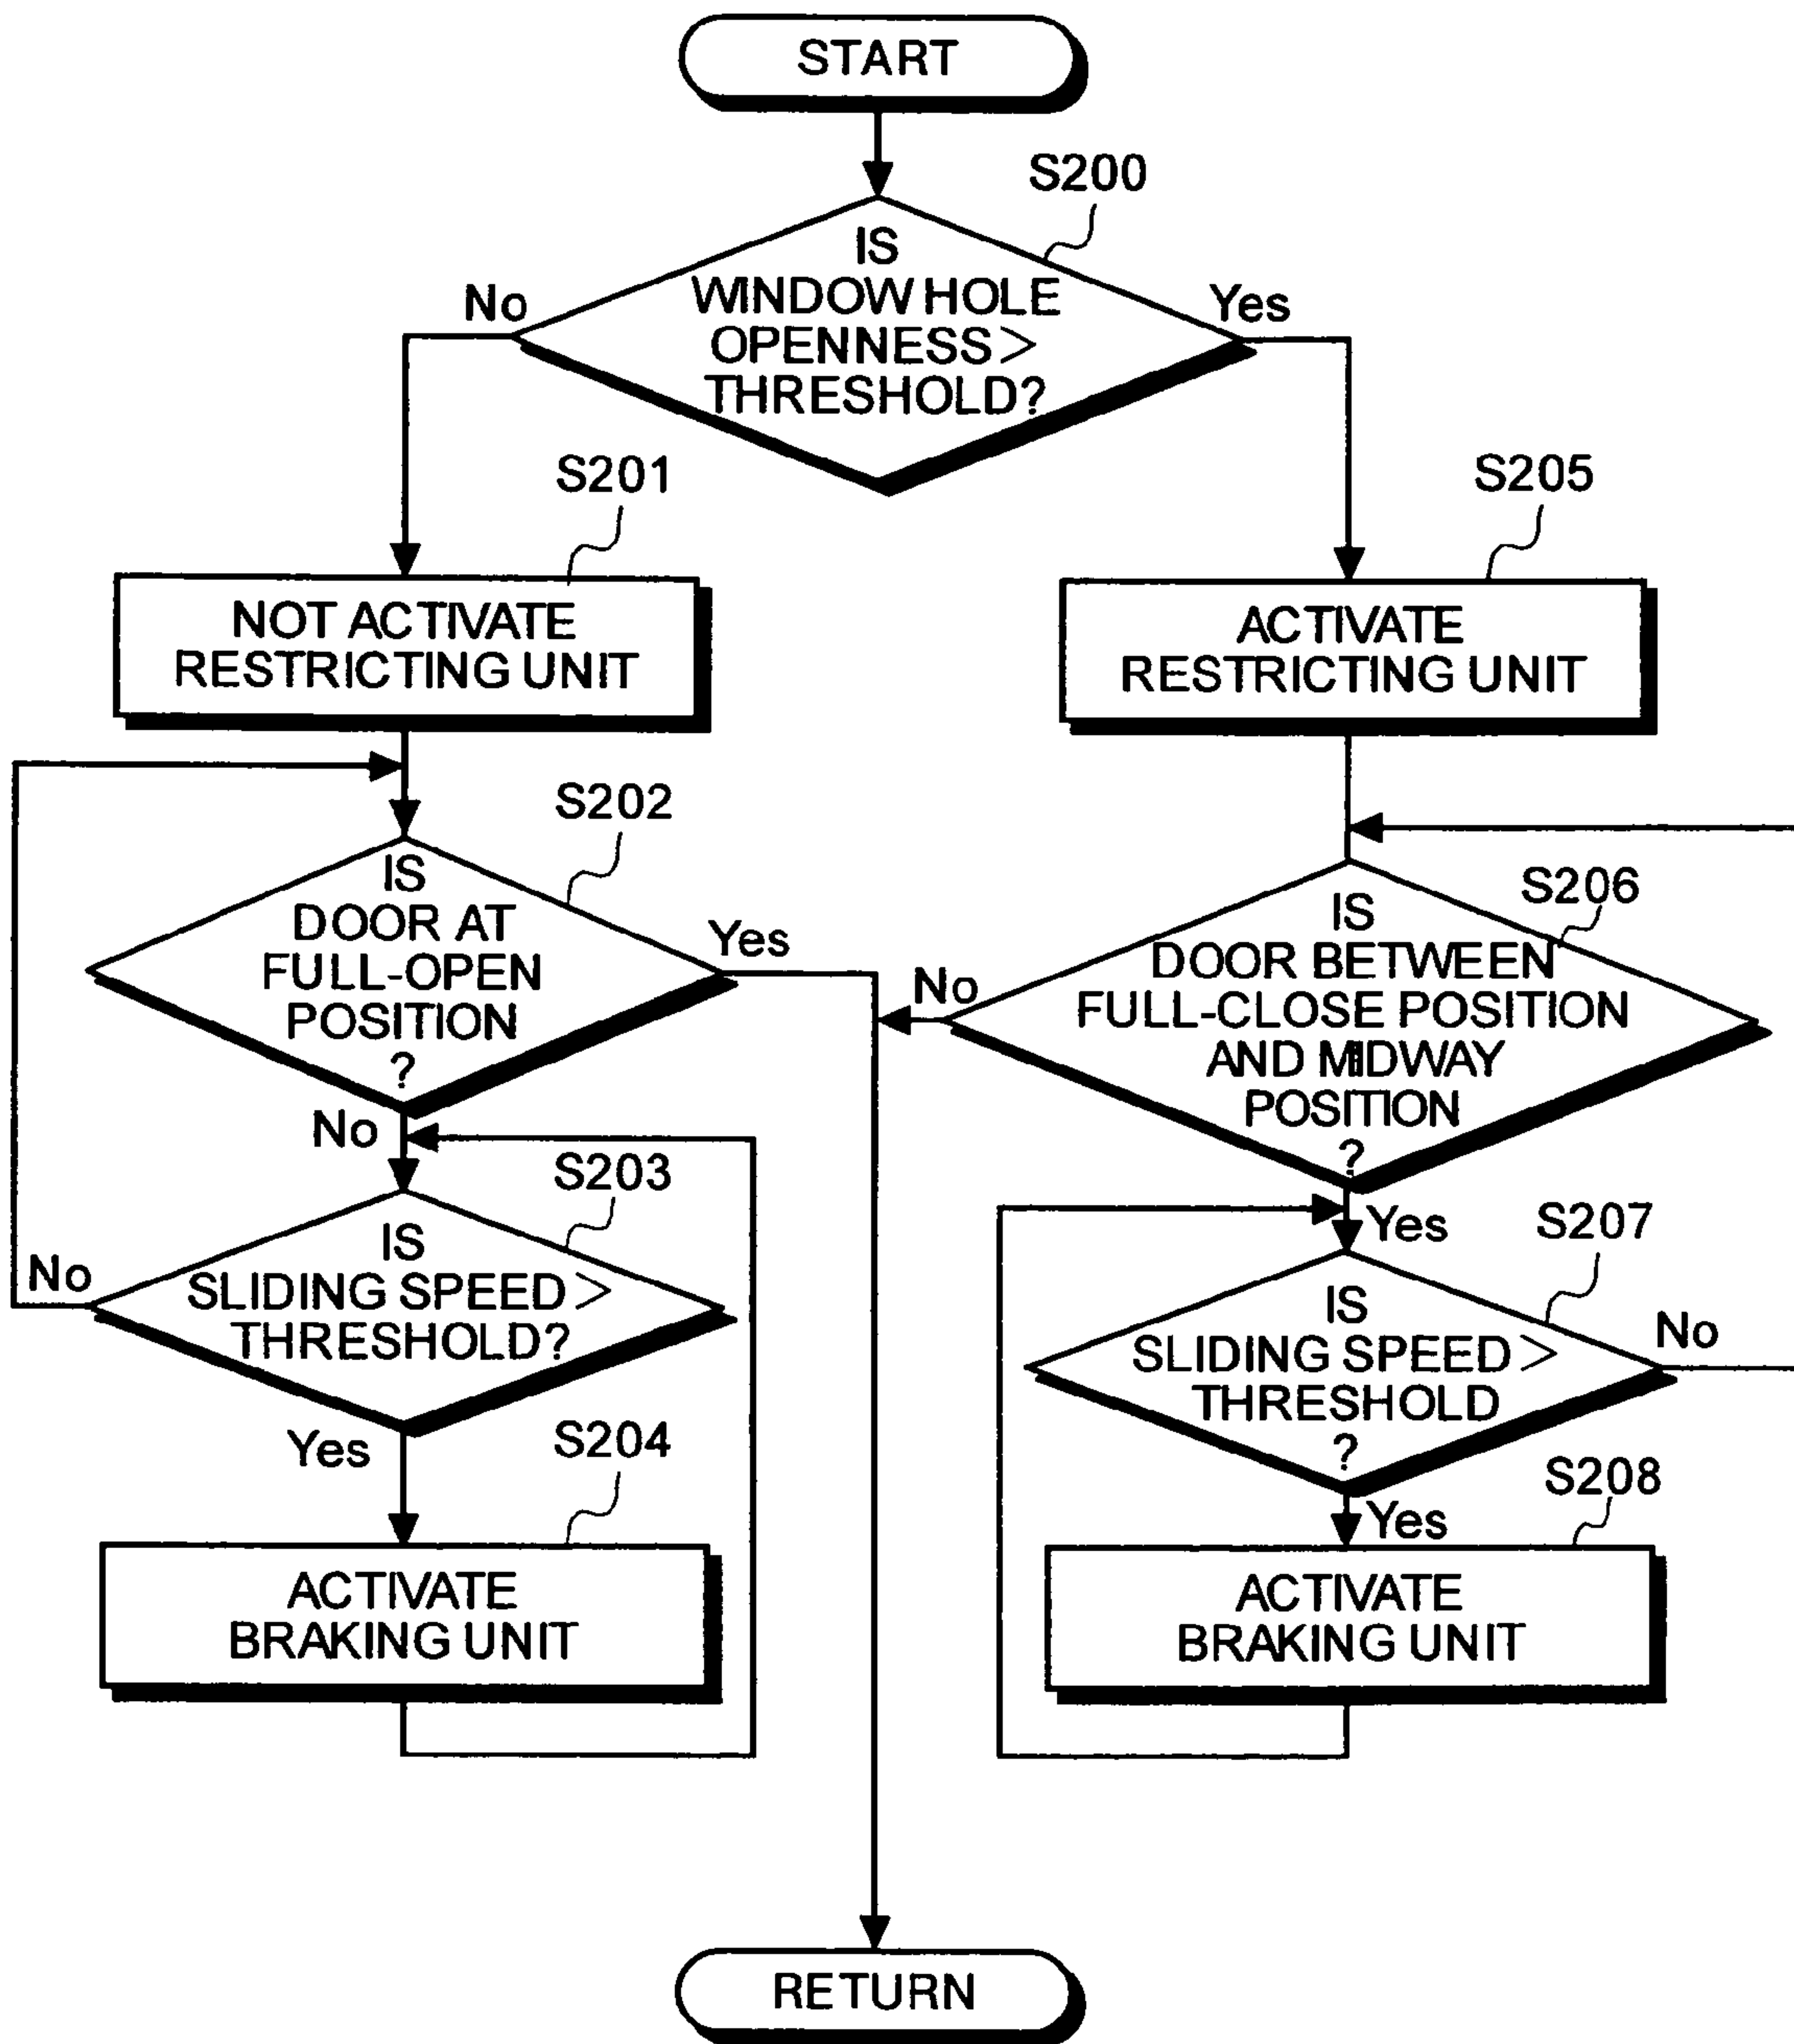 START
S200
IS
WINDOW HOLE
OPENNESS >
THRESHOLD?
No
Yes
S201
NOT ACTIVATE
RESTRICTING UNIT
S205
ACTIVATE
RESTRICTING UNIT
S202
IS
DOOR AT
FULL-OPEN
POSITION
?
Yes
No
S206
IS
DOOR BETWEEN
FULL-CLOSE POSITION
AND MIDWAY
POSITION
?
No
Yes
S203
IS
SLIDING SPEED >
THRESHOLD?
No
Yes
S207
IS
SLIDING SPEED >
THRESHOLD
?
No
Yes
S204
ACTIVATE
BRAKING UNIT
S208
ACTIVATE
BRAKING UNIT
RETURN